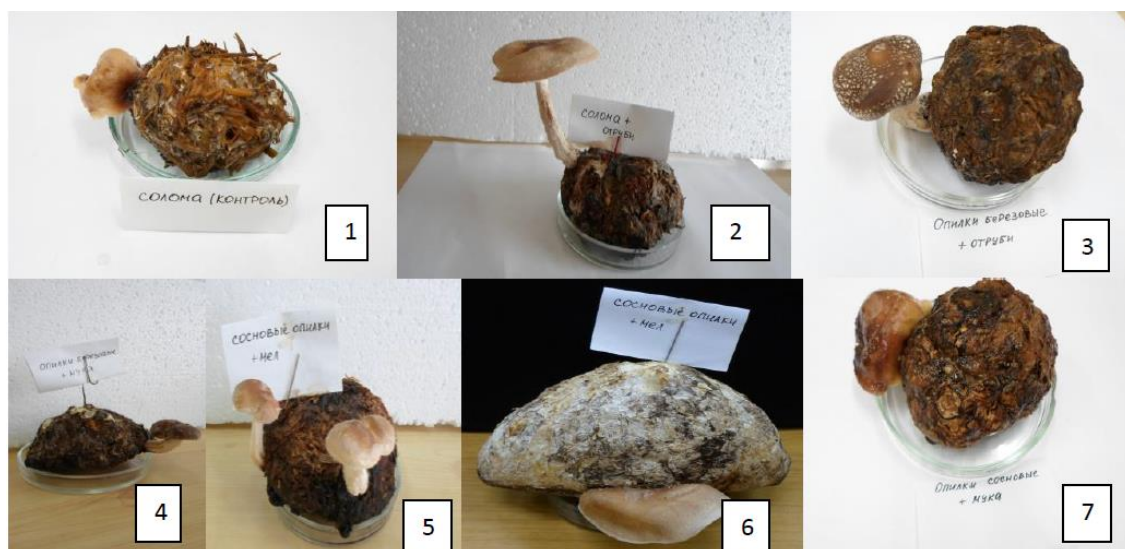 СОЛОМА (КОНТРОЛЬ)
1
СОЛОМА +
ОТРУБИ
2
ОПИЛКИ БЕРЕЗОВЫЕ
+ ОТРУБИ
3
ОПИЛКИ БЕРЕЗОВЫЕ
+ МУКА
4
СОСНОВЫЕ ОПИЛКИ
+ МЕЛ
5
СОСНОВЫЕ ОПИЛКИ
+ МЕЛ
6
ОПИЛКИ СОСНОВЫЕ
+ МУКА
7